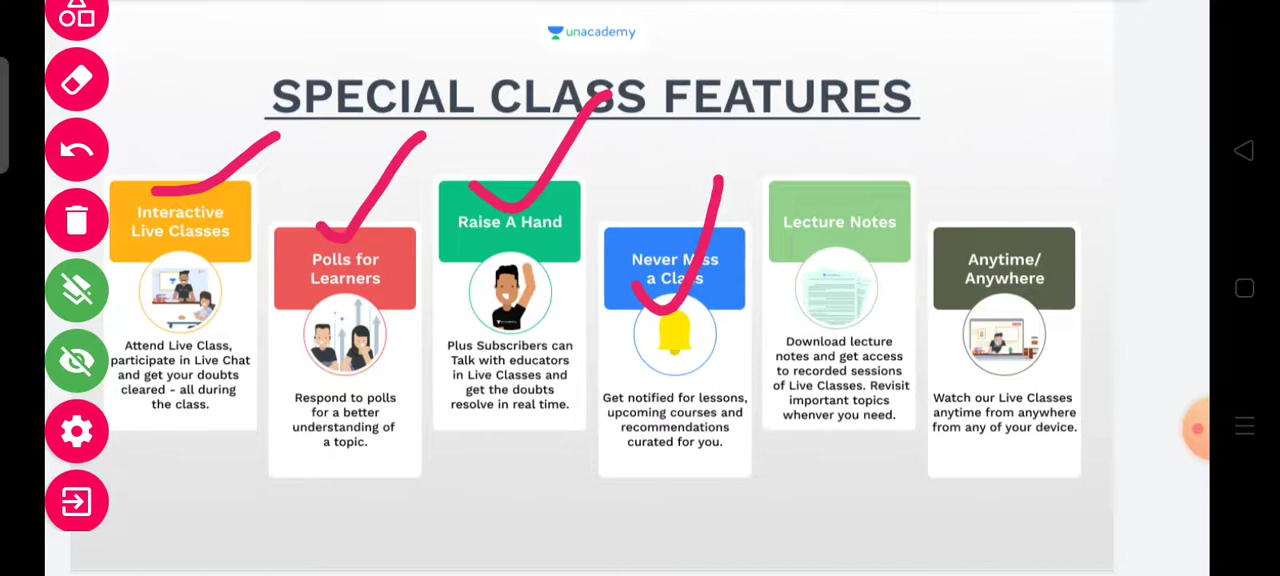 unacademy
SPECIAL CLASS FEATURES
Interactive
Live Classes
Attend Live Class,
participate in Live Chat
and get your doubts
cleared - all during
the class.
Polls for
Learners
Respond to polls
for a better
understanding of
a topic.
Raise A Hand
Plus Subscribers can
Talk with educators
in Live Classes and
get the doubts
resolve in real time.
Never Miss
a Class
Get notified for lessons,
upcoming courses and
recommendations
curated for you.
Lecture Notes
Download lecture
notes and get access
to recorded sessions
of Live Classes. Revisit
important topics
whenver you need.
Anytime/
Anywhere
Watch our Live Classes
anytime from anywhere
from any of your device.